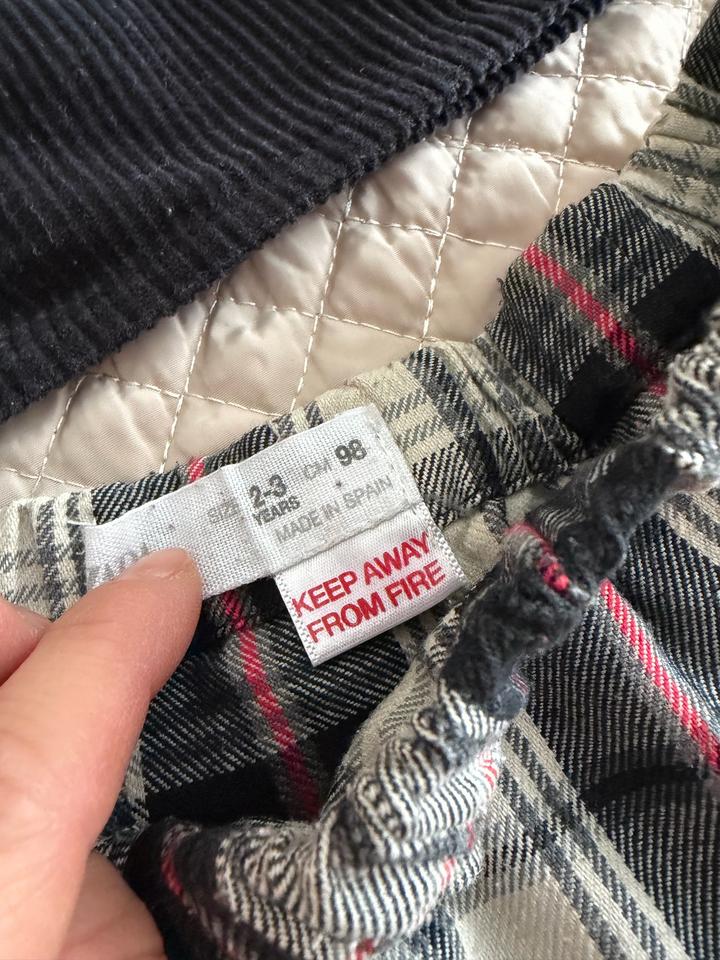 SIZE 2-3 YEARS CM 98
MADE IN SPAIN
KEEP AWAY
FROM FIRE